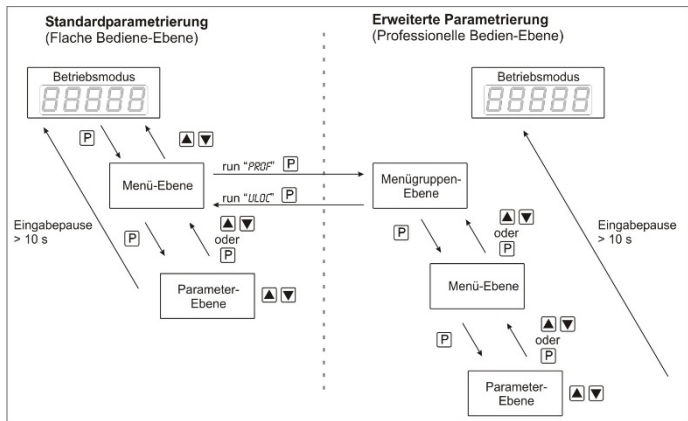 Standardparametrierung
(Flache Bediene-Ebene)
Betriebsmodus
88888
P
▲ ▼
Menü-Ebene
run "PROF" P
run "ULOC" P
Eingabepause
> 10 s
P
▲ ▼
oder
P
Parameter-
Ebene
▲ ▼
Erweiterte Parametrierung
(Professionelle Bedien-Ebene)
Betriebsmodus
88888
Menügruppen-
Ebene
P
▲ ▼
oder
P
Eingabepause
> 10 s
Menü-Ebene
P
▲ ▼
oder
P
Parameter-
Ebene
▲ ▼